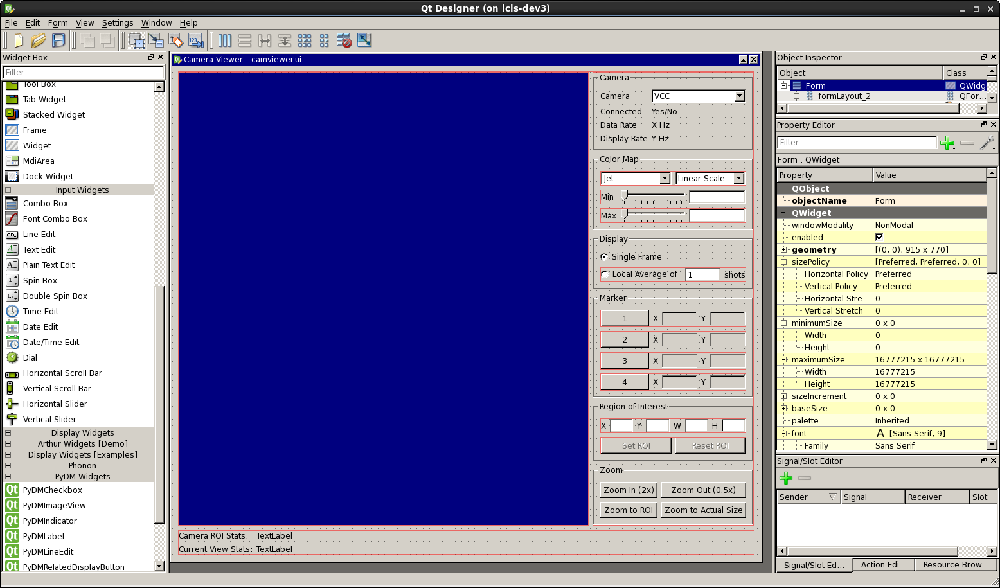 Qt Designer (on lcls-dev3)
File Edit Form View Settings Window Help
Widget Box
Filter
Tool Box
Tab Widget
Stacked Widget
Frame
Widget
MdiArea
Dock Widget
Input Widgets
Combo Box
Font Combo Box
Line Edit
Text Edit
Plain Text Edit
Spin Box
Double Spin Box
Time Edit
Date Edit
Date/Time Edit
Dial
Horizontal Scroll Bar
Vertical Scroll Bar
Horizontal Slider
Vertical Slider
Display Widgets
Arthur Widgets [Demo]
Display Widgets [Examples]
Phonon
PyDM Widgets
Qt PyDMCheckbox
Qt PyDMImageView
Qt PyDMIndicator
Qt PyDMLabel
Qt PyDMLineEdit
Qt PyDMRelatedDisplayButton
Camera Viewer - camviewer.ui
Camera
Camera VCC
Connected Yes/No
Data Rate X Hz
Display Rate Y Hz
Color Map
Jet Linear Scale
Min
Max
Display
Single Frame
Local Average of 1 shots
Marker
1 X Y
2 X Y
3 X Y
4 X Y
Region of Interest
X Y W H
Set ROI Reset ROI
Zoom
Zoom In (2x) Zoom Out (0.5x)
Zoom to ROI Zoom to Actual Size
Camera ROI Stats: TextLabel
Current View Stats: TextLabel
Object Inspector
Object Class
Form QWidg
formLayout_2 QFor...
Property Editor
Filter
Form : QWidget
Property Value
QObject
objectName Form
QWidget
windowModality NonModal
enabled
geometry [(0, 0), 915 x 770]
sizePolicy [Preferred, Preferred, 0, 0]
Horizontal Policy Preferred
Vertical Policy Preferred
Horizontal Stre... 0
Vertical Stretch 0
minimumSize 0 x 0
Width 0
Height 0
maximumSize 16777215 x 16777215
Width 16777215
Height 16777215
sizeIncrement 0 x 0
baseSize 0 x 0
palette Inherited
font A [Sans Serif, 9]
Family Sans Serif
Signal/Slot Editor
Sender Signal Receiver Slot
Signal/Slot Ed... Action Edi... Resource Brow...